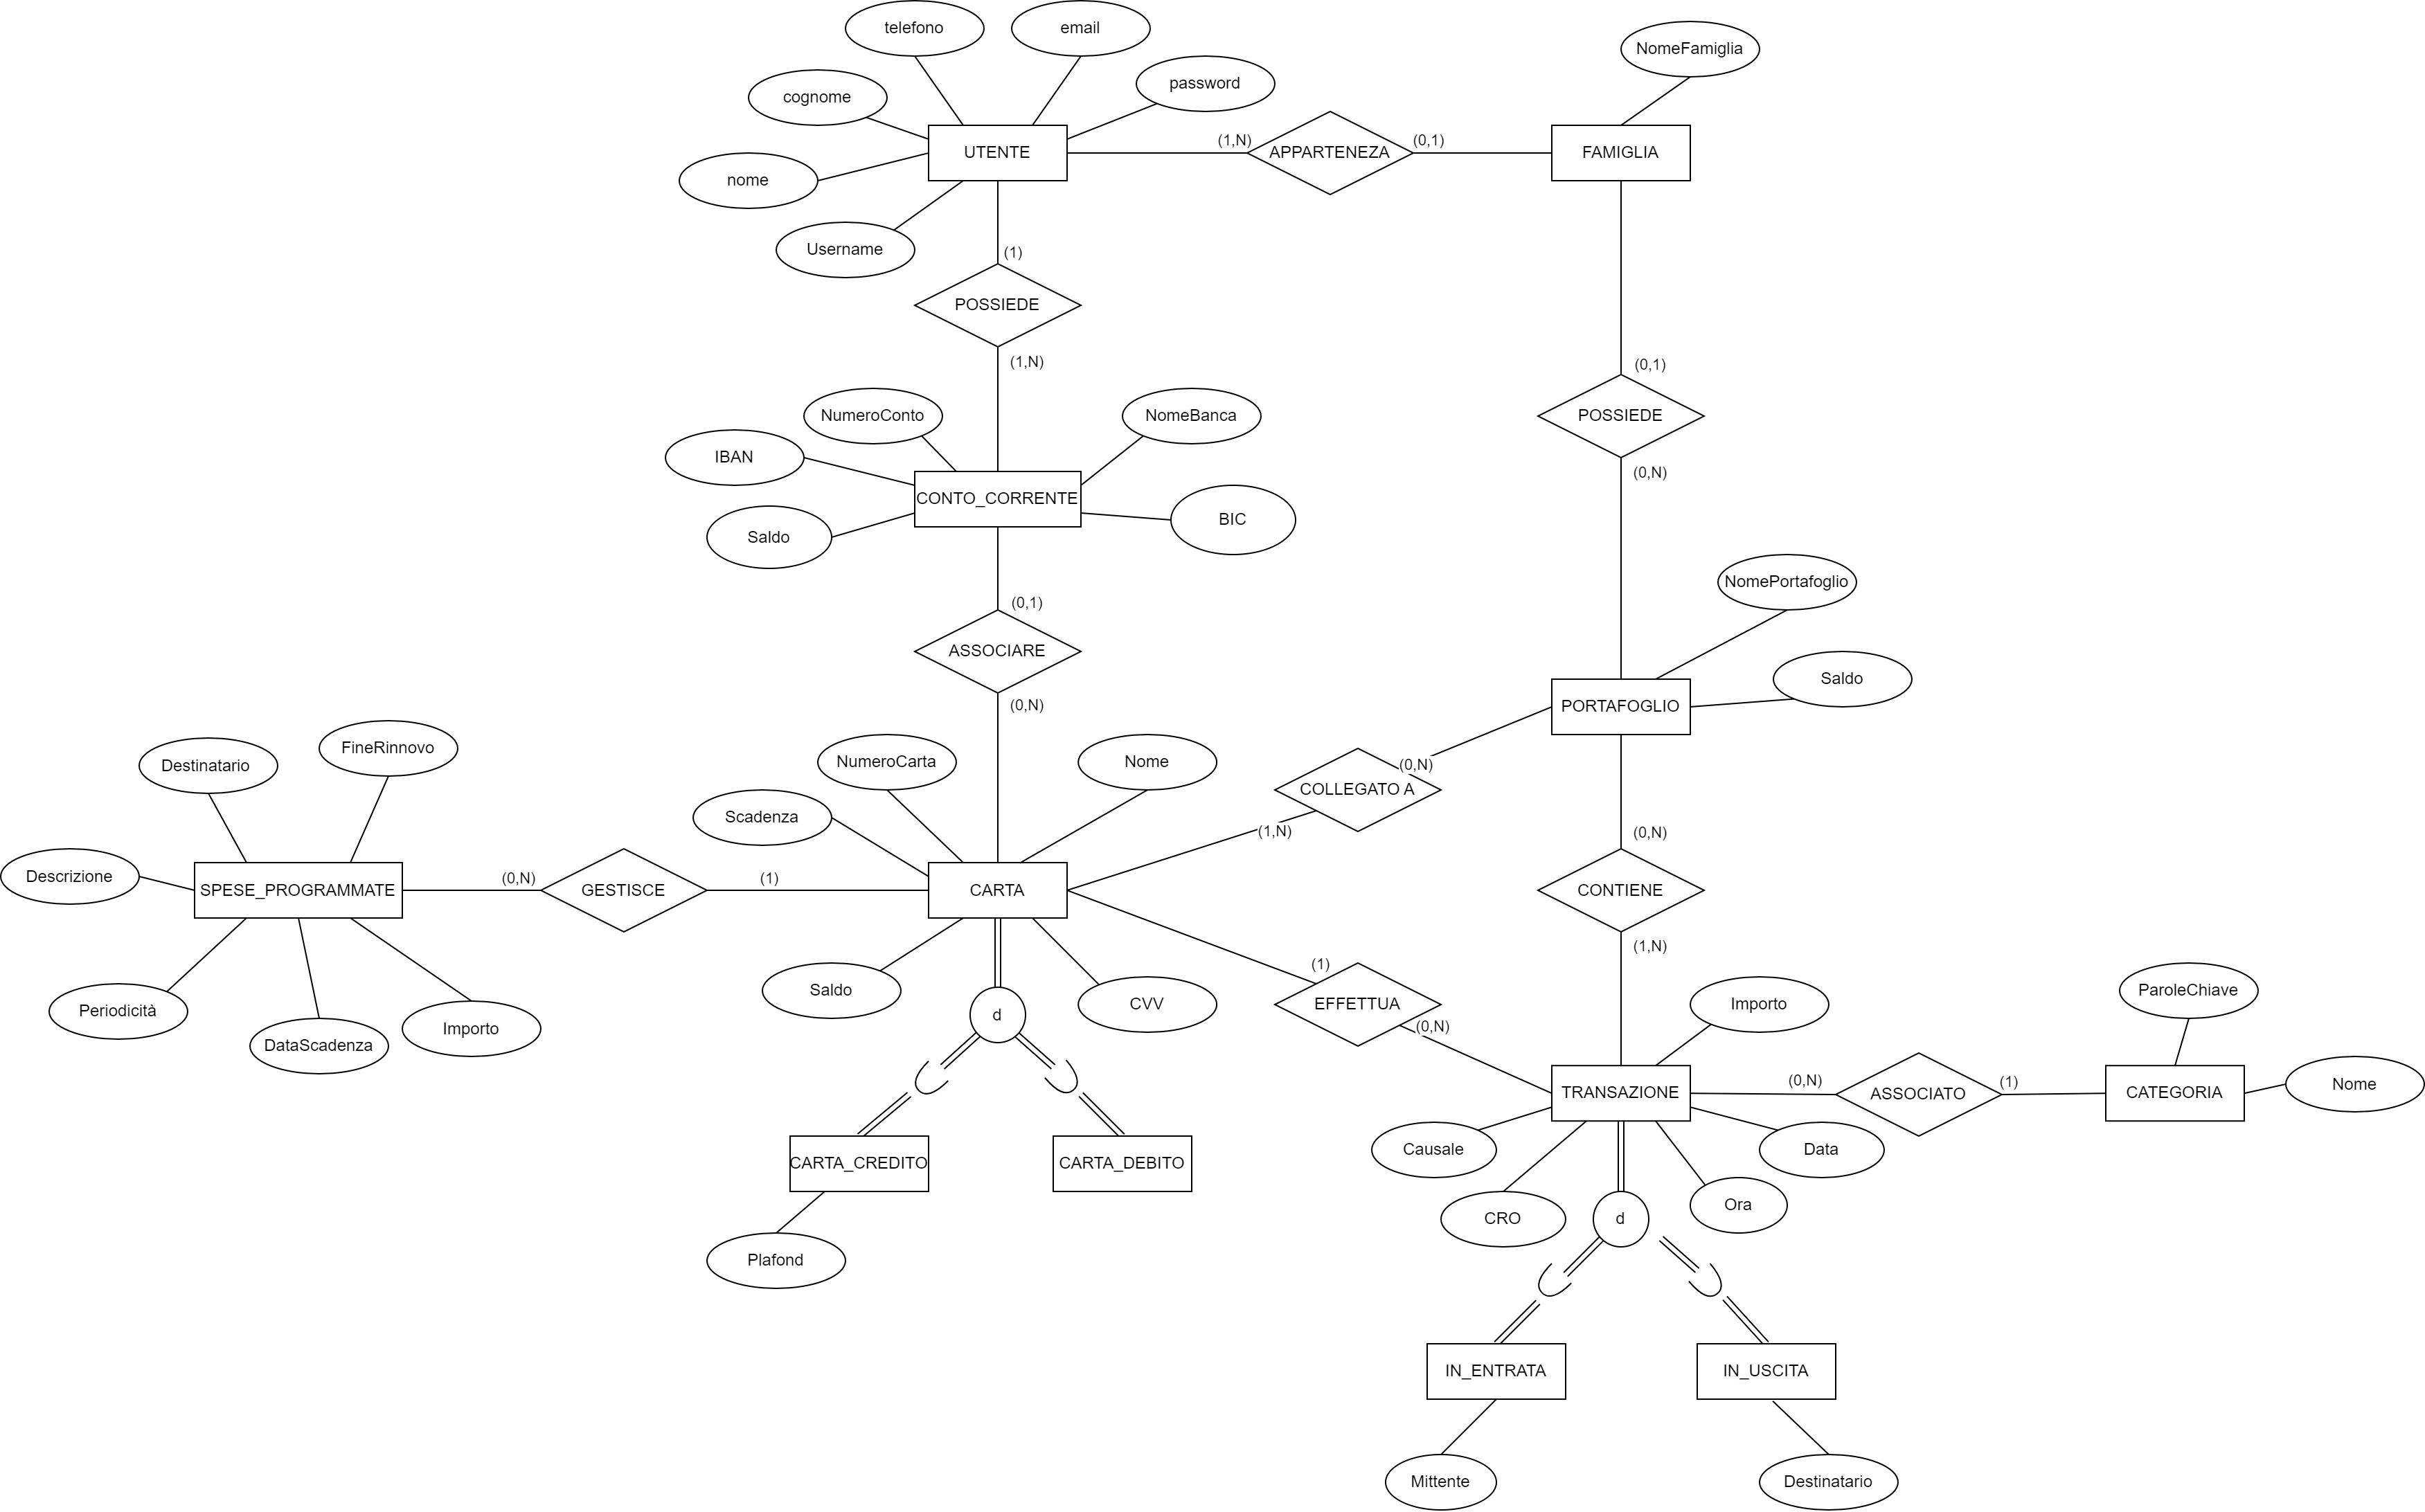 telefono
email
NomeFamiglia
password
cognome
(1,N)
(0,1)
UTENTE
APPARTENEZA
FAMIGLIA
nome
Username
(1)
POSSIEDE
(1,N)
(0,1)
NumeroConto
NomeBanca
POSSIEDE
IBAN
(0,N)
CONTO_CORRENTE
BIC
Saldo
NomePortafoglio
(0,1)
ASSOCIARE
Saldo
(0,N)
PORTAFOGLIO
FineRinnovo
Destinatario
NumeroCarta
Nome
(0,N)
COLLEGATO A
Scadenza
(1,N)
(0,N)
Descrizione
SPESE_PROGRAMMATE
(0,N)
GESTISCE
(1)
CARTA
CONTIENE
(1,N)
(1)
Saldo
CVV
EFFETTUA
Importo
ParoleChiave
Periodicità
(0,N)
d
Importo
DataScadenza
TRANSAZIONE
(0,N)
ASSOCIATO
(1)
CATEGORIA
Nome
Causale
Data
CARTA_CREDITO
CARTA_DEBITO
CRO
d
Ora
Plafond
IN_ENTRATA
IN_USCITA
Mittente
Destinatario